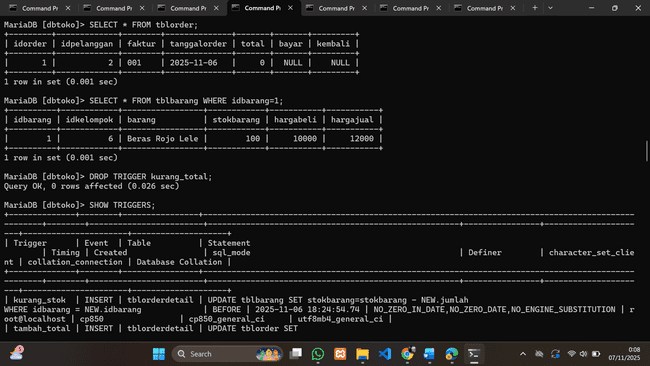 Command Pr Command Pr Command Pr Command Pr Command Pr Command Pr Command Pr
MariaDB [dbtoko]> SELECT * FROM tblorder;
+---------+-------------+--------+--------------+-------+-------+---------+
| idorder | idpelanggan | faktur | tanggalorder | total | bayar | kembali |
+---------+-------------+--------+--------------+-------+-------+---------+
|       1 |           2 | 001    | 2025-11-06   |     0 |  NULL |    NULL |
+---------+-------------+--------+--------------+-------+-------+---------+
1 row in set (0.001 sec)
MariaDB [dbtoko]> SELECT * FROM tblbarang WHERE idbarang=1;
+----------+------------+-----------------+------------+-----------+-----------+
| idbarang | idkelompok | barang          | stokbarang | hargabeli | hargajual |
+----------+------------+-----------------+------------+-----------+-----------+
|        1 |          6 | Beras Rojo Lele |        100 |     10000 |     12000 |
+----------+------------+-----------------+------------+-----------+-----------+
1 row in set (0.001 sec)
MariaDB [dbtoko]> DROP TRIGGER kurang_total;
Query OK, 0 rows affected (0.026 sec)
MariaDB [dbtoko]> SHOW TRIGGERS;
| Trigger      | Event  | Table          | Statement
         | Timing | Created                | sql_mode                                          | Definer        | character_set_clie
nt | collation_connection | Database Collation |
| kurang_stok  | INSERT | tblorderdetail | UPDATE tblbarang SET stokbarang=stokbarang - NEW.jumlah
WHERE idbarang = NEW.idbarang            | BEFORE | 2025-11-06 18:24:54.74 | NO_ZERO_IN_DATE,NO_ZERO_DATE,NO_ENGINE_SUBSTITUTION | r
oot@localhost | cp850                | cp850_general_ci     | utf8mb4_general_ci |
| tambah_total | INSERT | tblorderdetail | UPDATE tblorder SET
Search
0:08
07/11/2025